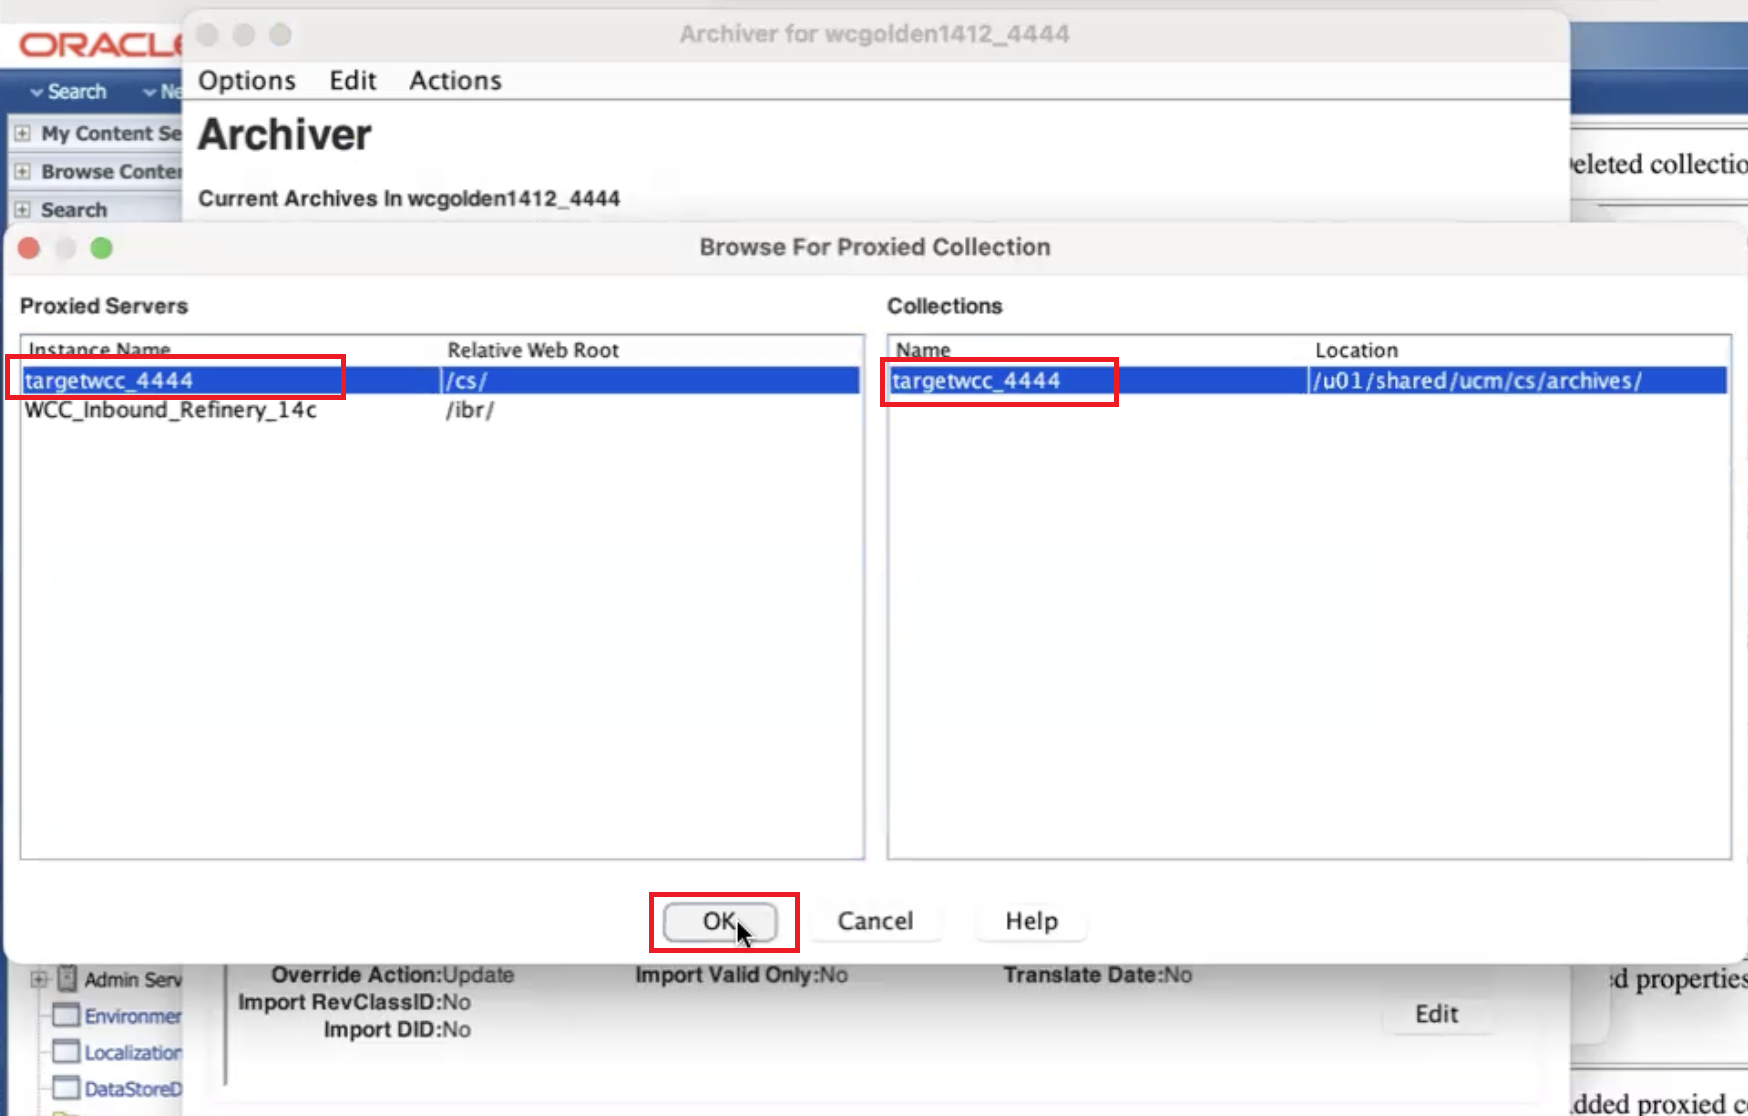 Archiver for wcgolden1412_4444
ORACLE
Options Edit Actions
Search
Archiver
My Content Se
eleted collectio
Browse Conter
Current Archives In wcgolden1412_4444
Search
Browse For Proxied Collection
Proxied Servers
Instance Name Relative Web Root
targetwcc_4444 /cs/
WCC_Inbound_Refinery_14c /ibr/
Collections
Name Location
targetwcc_4444 /u01/shared/ucm/cs/archives/
OK Cancel Help
Admin Serv
Override Action:Update Import Valid Only:No Translate Date:No
d properties
Import RevClassID:No
Environmer
Edit
Import DID:No
Localization
DataStoreD
dded proxied c